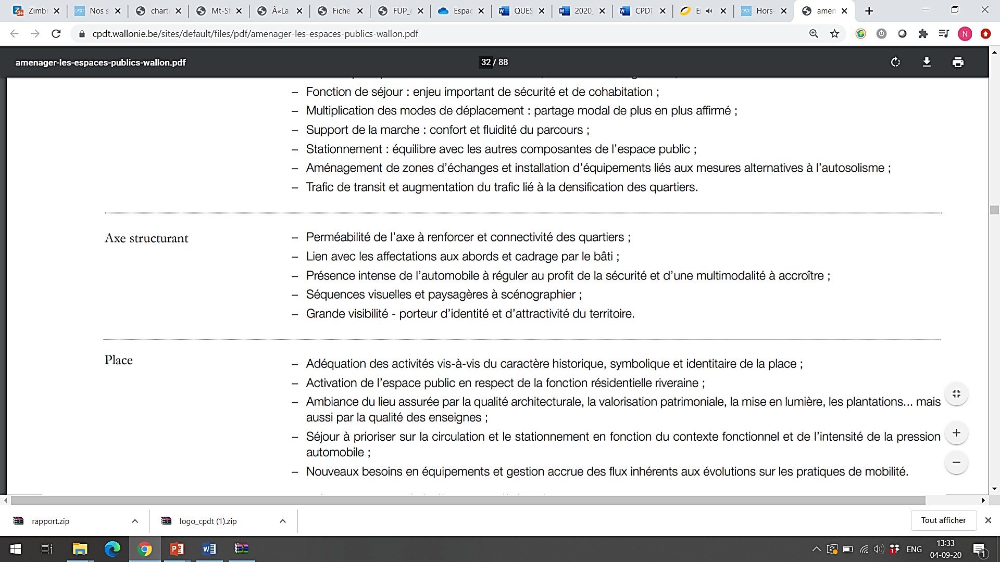 Zimbr
Nos s
chart
Mt-St
Â«La
Fiche
FUP_
Espac
QUES
2020_
CPDT
Hors-
amen
cpdt.wallonie.be/sites/default/files/pdf/amenager-les-espaces-publics-wallon.pdf
N
amenager-les-espaces-publics-wallon.pdf
32 / 88
– Fonction de séjour : enjeu important de sécurité et de cohabitation ;
– Multiplication des modes de déplacement : partage modal de plus en plus affirmé ;
– Support de la marche : confort et fluidité du parcours ;
– Stationnement : équilibre avec les autres composantes de l’espace public ;
– Aménagement de zones d’échanges et installation d’équipements liés aux mesures alternatives à l’autosolisme ;
– Trafic de transit et augmentation du trafic lié à la densification des quartiers.
Axe structurant
– Perméabilité de l’axe à renforcer et connectivité des quartiers ;
– Lien avec les affectations aux abords et cadrage par le bâti ;
– Présence intense de l’automobile à réguler au profit de la sécurité et d’une multimodalité à accroître ;
– Séquences visuelles et paysagères à scénographier ;
– Grande visibilité - porteur d’identité et d’attractivité du territoire.
Place
– Adéquation des activités vis-à-vis du caractère historique, symbolique et identitaire de la place ;
– Activation de l’espace public en respect de la fonction résidentielle riveraine ;
– Ambiance du lieu assurée par la qualité architecturale, la valorisation patrimoniale, la mise en lumière, les plantations... mais
aussi par la qualité des enseignes ;
– Séjour à prioriser sur la circulation et le stationnement en fonction du contexte fonctionnel et de l’intensité de la pression
automobile ;
– Nouveaux besoins en équipements et gestion accrue des flux inhérents aux évolutions sur les pratiques de mobilité.
rapport.zip
logo_cpdt (1).zip
Tout afficher
ENG
13:33
04-09-20
1